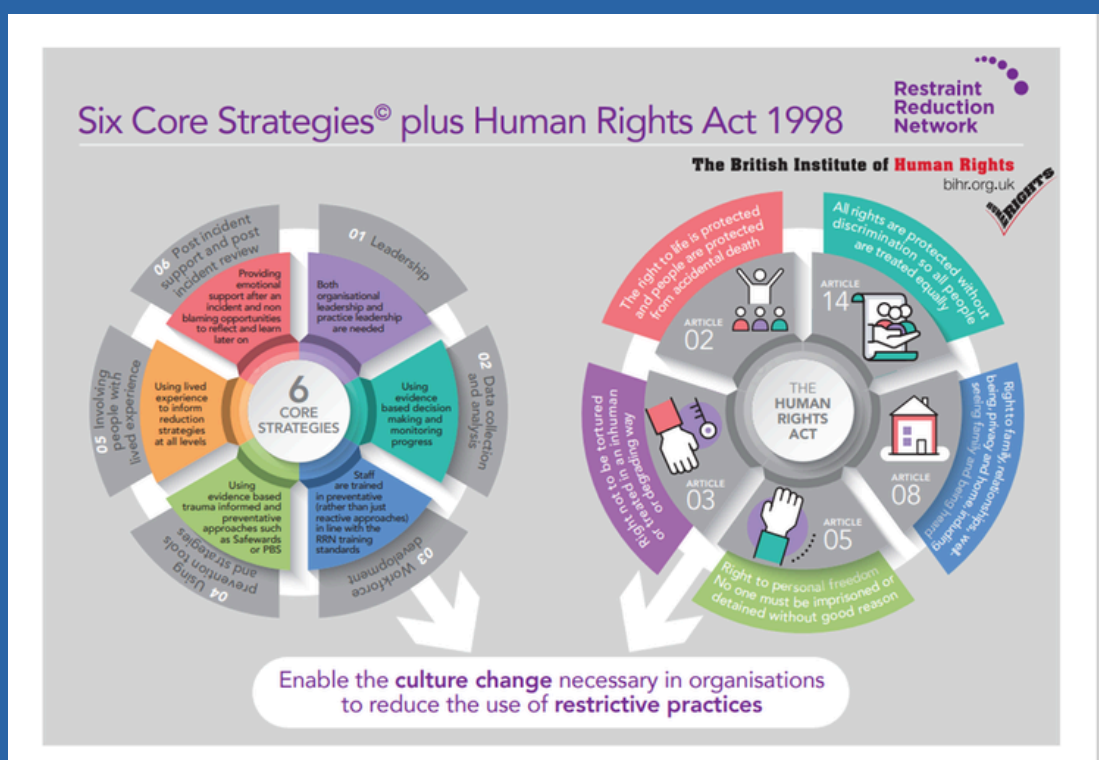 Six Core Strategies© plus Human Rights Act 1998
Restraint
Reduction
Network
The British Institute of Human Rights
bihr.org.uk
RIGHTS
01 Leadership
Both
organisational
leadership and
practice leadership
are needed
02 Data collection
and analysis
Using
evidence
based decision
making and
monitoring
progress
03 Workforce
development
Staff
are trained
in preventative
(rather than just
reactive approaches)
in line with the
RRN training
standards
04 Using
prevention tools
and strategies
Using
evidence based
trauma informed and
preventative
approaches such
as Safewards
or PBS
05 Involving
people with
lived experience
Using lived
experience
to inform
reduction
strategies
at all levels
06 Post incident
support and post
incident review
Providing
emotional
support after an
incident and non
blaming opportunities
to reflect and learn
later on
6
CORE
STRATEGIES
The right to life is protected
and people are protected
from accidental death
ARTICLE
02
All rights are protected without
discrimination so all people
are treated equally
ARTICLE
14
Right to family, relationships, well-
being, privacy and home, including
seeing family and being heard
ARTICLE
08
Right to personal freedom
No one must be imprisoned or
detained without good reason
ARTICLE
05
Right not to be tortured
or treated in an inhuman
or degrading way
ARTICLE
03
THE
HUMAN
RIGHTS
ACT
Enable the culture change necessary in organisations
to reduce the use of restrictive practices